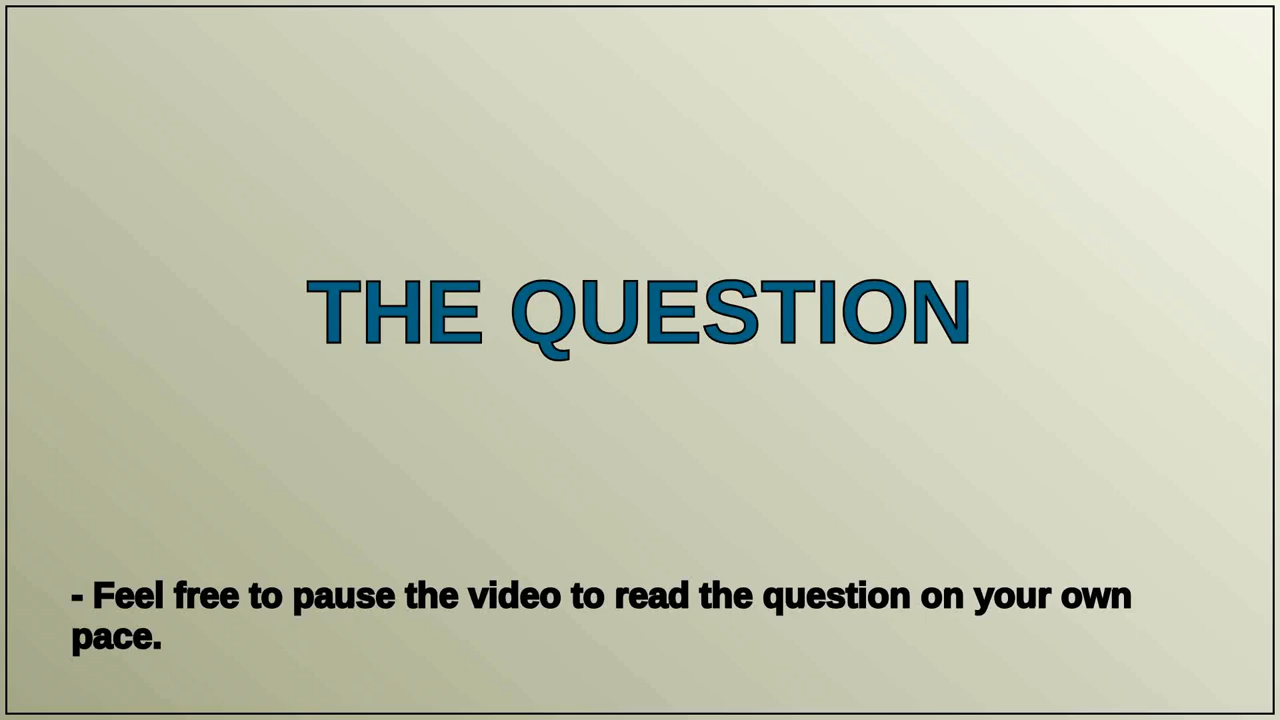 THE QUESTION
- Feel free to pause the video to read the question on your own
pace.